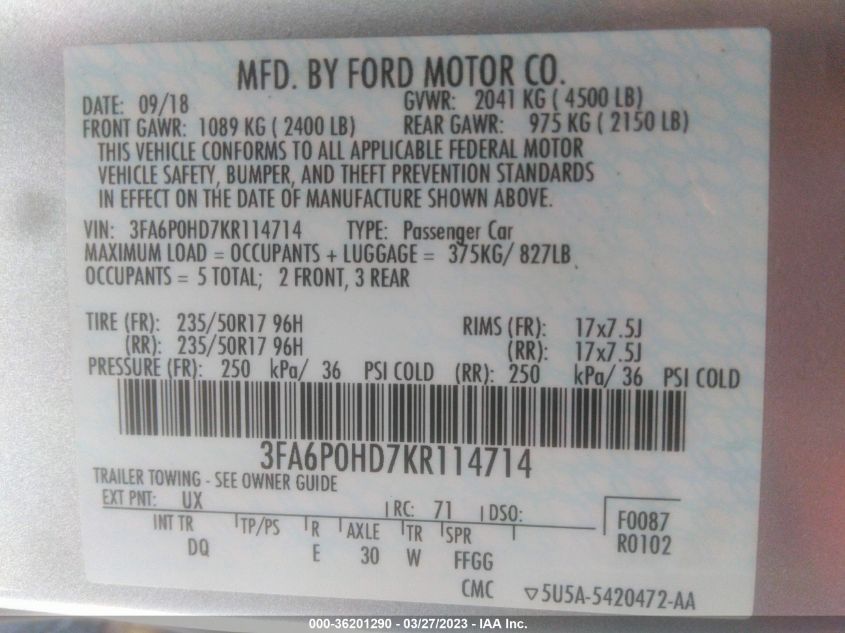 MFD. BY FORD MOTOR CO.
DATE: 09/18 GVWR: 2041 KG ( 4500 LB)
FRONT GAWR: 1089 KG ( 2400 LB) REAR GAWR: 975 KG ( 2150 LB)
THIS VEHICLE CONFORMS TO ALL APPLICABLE FEDERAL MOTOR
VEHICLE SAFETY, BUMPER, AND THEFT PREVENTION STANDARDS
IN EFFECT ON THE DATE OF MANUFACTURE SHOWN ABOVE.
VIN: 3FA6P0HD7KR114714 TYPE: Passenger Car
MAXIMUM LOAD = OCCUPANTS + LUGGAGE = 375KG/ 827LB
OCCUPANTS = 5 TOTAL; 2 FRONT, 3 REAR
TIRE (FR): 235/50R17 96H RIMS (FR): 17x7.5J
(RR): 235/50R17 96H (RR): 17x7.5J
PRESSURE (FR): 250 kPa/ 36 PSI COLD (RR): 250 kPa/ 36 PSI COLD
3FA6P0HD7KR114714
TRAILER TOWING - SEE OWNER GUIDE
EXT PNT: UX RC: 71 DSO:
INT TR TP/PS R AXLE TR SPR F0087
DQ E 30 W FFGG R0102
CMC ▽5U5A-5420472-AA
000-36201290 - 03/27/2023 - IAA Inc.